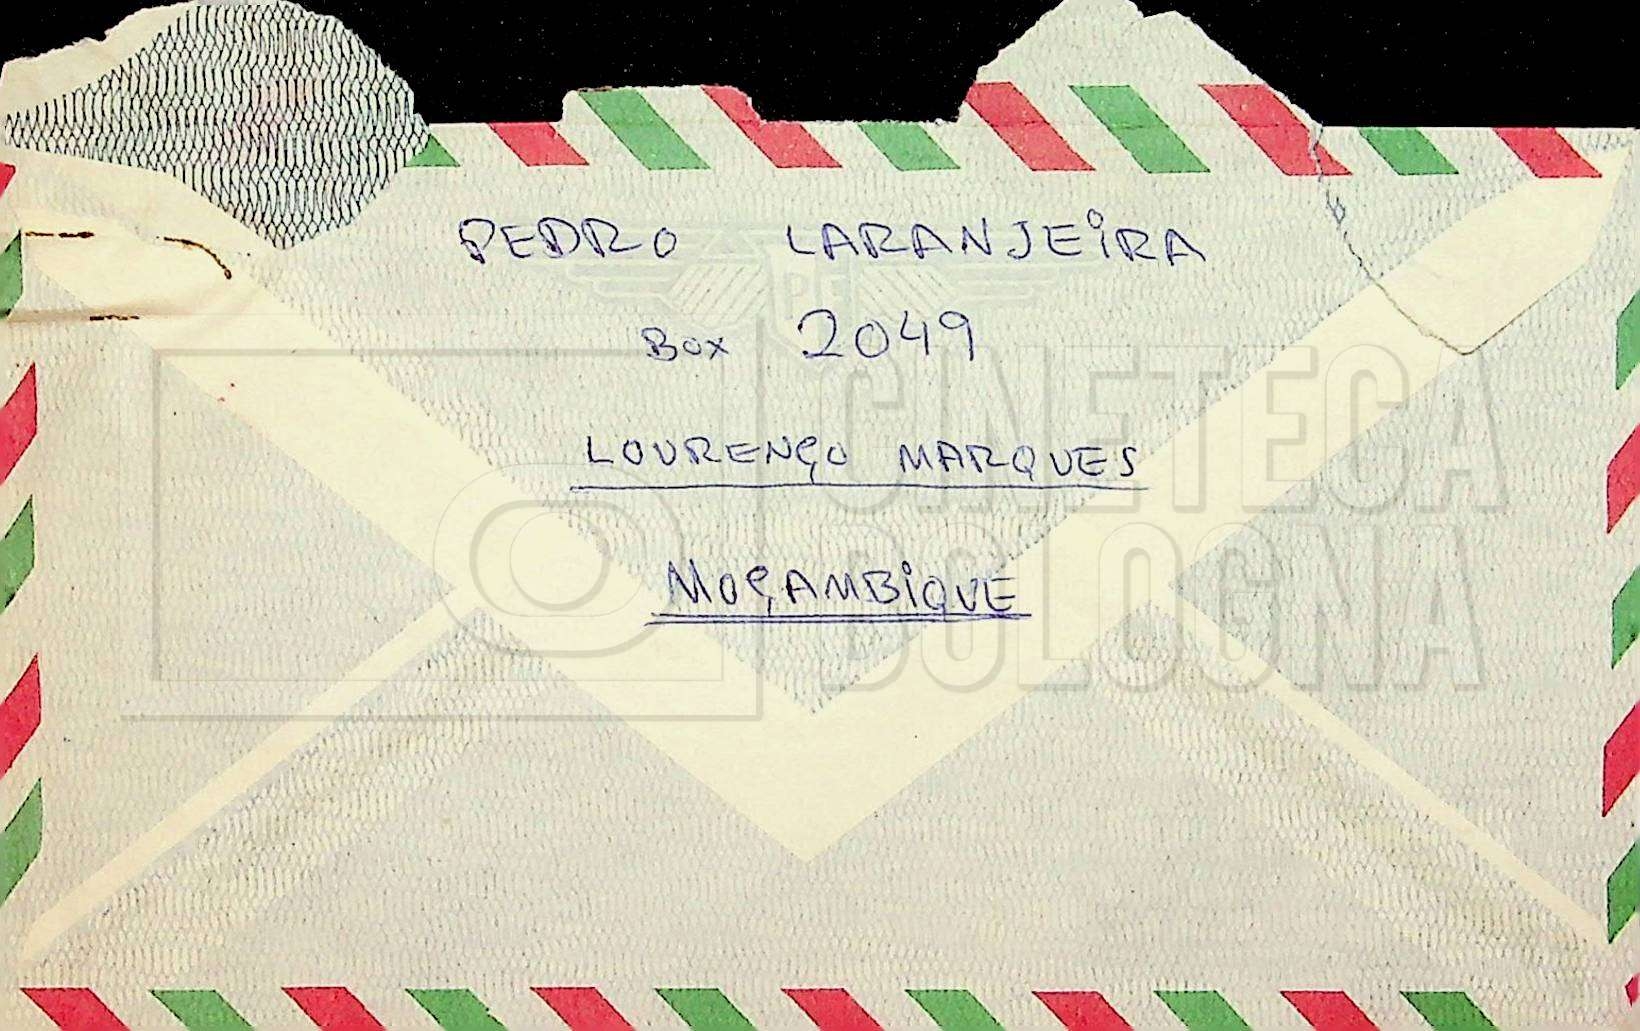 PEDRO LARANJEIRA
Box 2049
LOURENÇO MARQUES
MOÇAMBIQUE
CINETECA
BOLOGNA